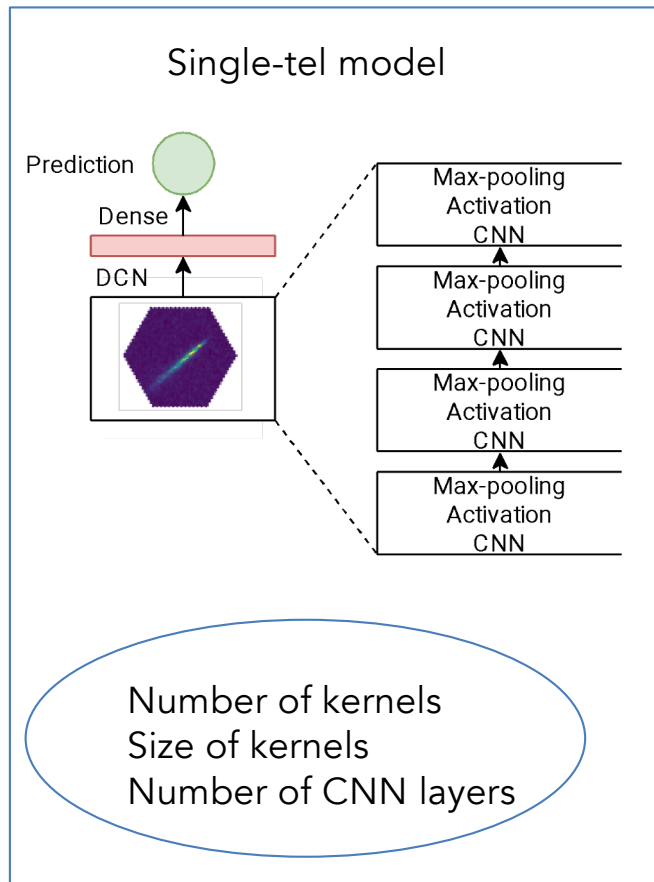 Single-tel model
Prediction
Dense
DCN
Max-pooling
Activation
CNN
Max-pooling
Activation
CNN
Max-pooling
Activation
CNN
Max-pooling
Activation
CNN
Number of kernels
Size of kernels
Number of CNN layers